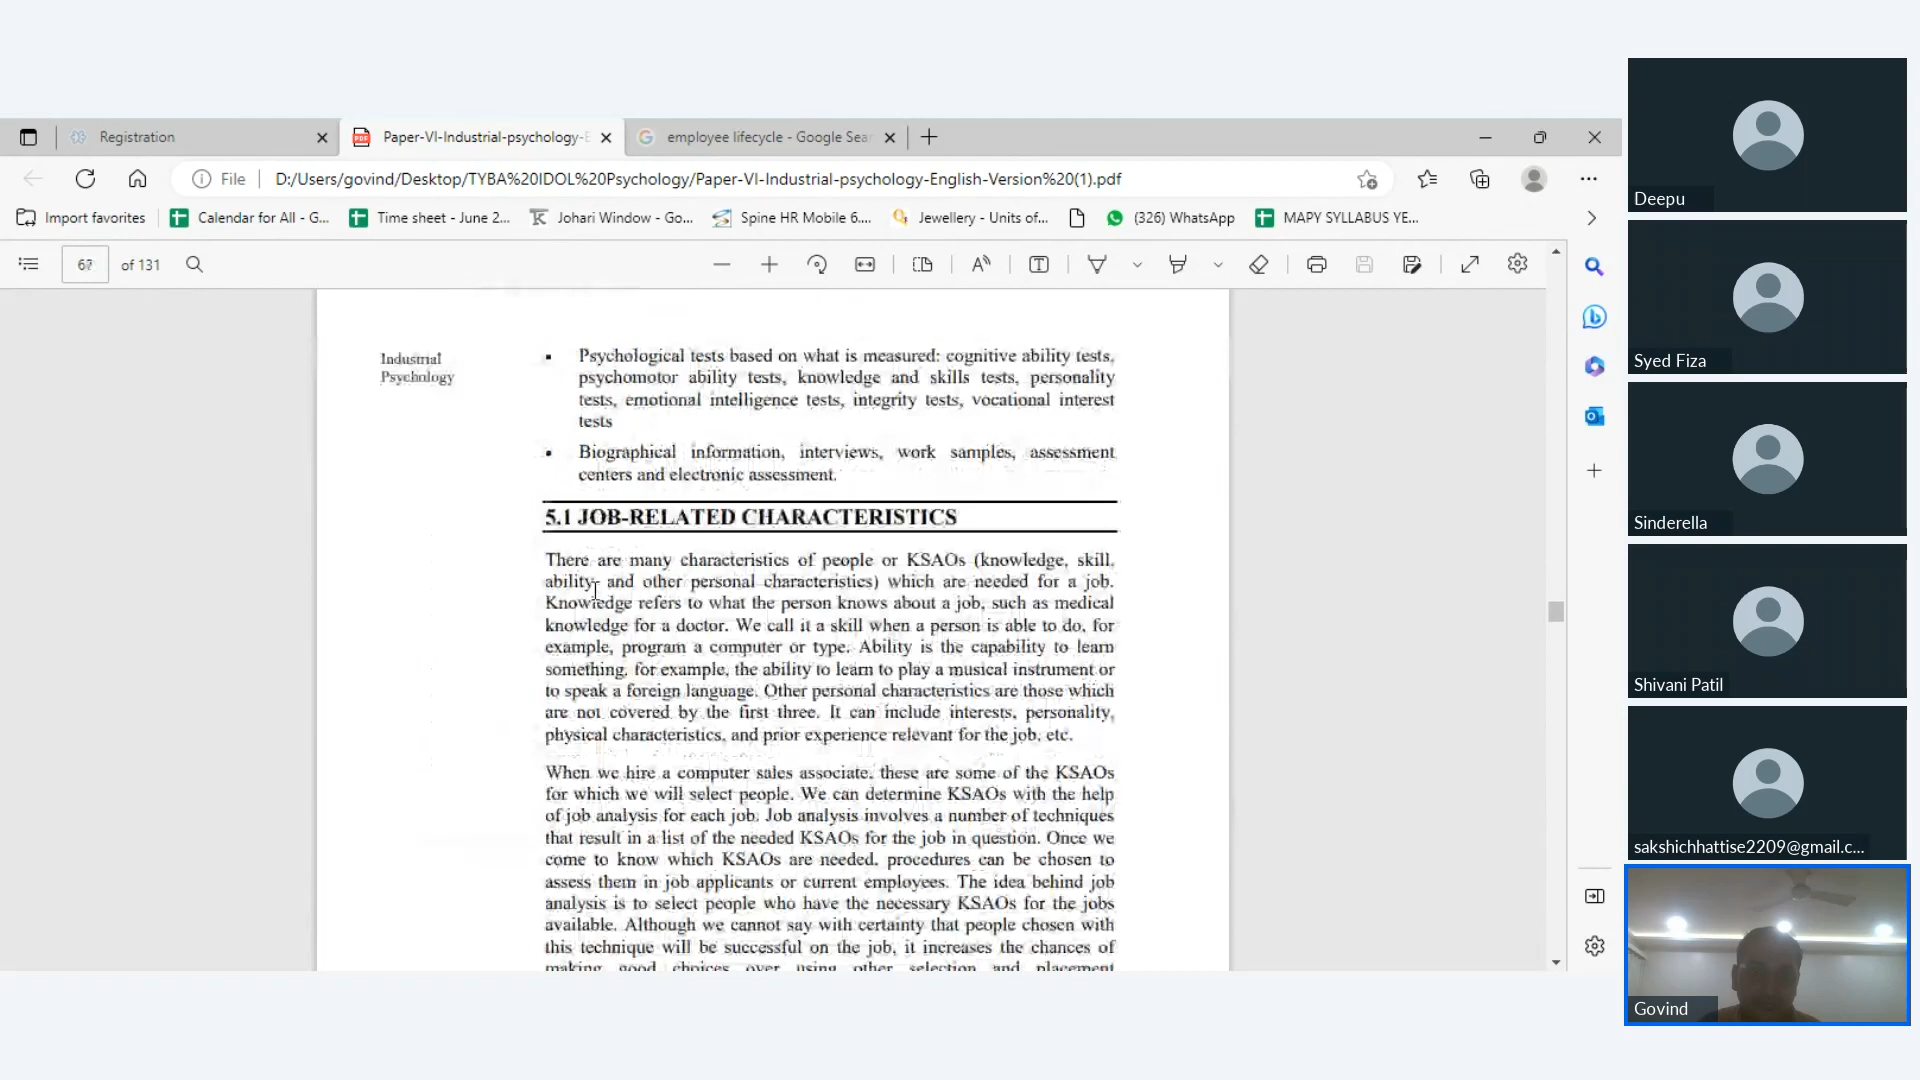 Registration
Paper-VI-Industrial-psychology-E
employee lifecycle - Google Sear
File
D:/Users/govind/Desktop/TYBA%20IDOL%20Psychology/Paper-VI-Industrial-psychology-English-Version%20(1).pdf
Import favorites
Calendar for All - G...
Time sheet - June 2...
Johari Window - Go...
Spine HR Mobile 6....
Jewellery - Units of...
(326) WhatsApp
MAPY SYLLABUS YE...
67 of 131
Industrial
Psychology
▪ Psychological tests based on what is measured: cognitive ability tests,
psychomotor ability tests, knowledge and skills tests, personality
tests, emotional intelligence tests, integrity tests, vocational interest
tests
▪ Biographical information, interviews, work samples, assessment
centers and electronic assessment.
5.1 JOB-RELATED CHARACTERISTICS
There are many characteristics of people or KSAOs (knowledge, skill,
ability, and other personal characteristics) which are needed for a job.
Knowledge refers to what the person knows about a job, such as medical
knowledge for a doctor. We call it a skill when a person is able to do, for
example, program a computer or type. Ability is the capability to learn
something, for example, the ability to learn to play a musical instrument or
to speak a foreign language. Other personal characteristics are those which
are not covered by the first three. It can include interests, personality,
physical characteristics, and prior experience relevant for the job, etc.
When we hire a computer sales associate, these are some of the KSAOs
for which we will select people. We can determine KSAOs with the help
of job analysis for each job. Job analysis involves a number of techniques
that result in a list of the needed KSAOs for the job in question. Once we
come to know which KSAOs are needed, procedures can be chosen to
assess them in job applicants or current employees. The idea behind job
analysis is to select people who have the necessary KSAOs for the jobs
available. Although we cannot say with certainty that people chosen with
this technique will be successful on the job, it increases the chances of
making good choices over using other selection and placement
Deepu
Syed Fiza
Sinderella
Shivani Patil
sakshichhattise2209@gmail.c...
Govind